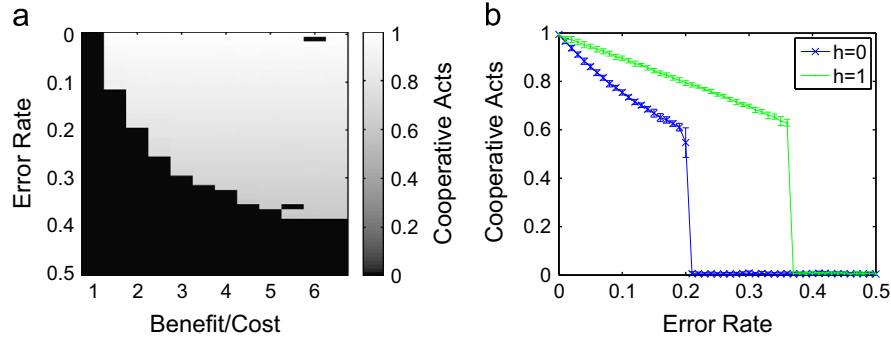 a
0
0.1
0.2
0.3
0.4
0.5
Error Rate
1 2 3 4 5 6
Benefit/Cost
1
0.8
0.6
0.4
0.2
0
Cooperative Acts
b
1
0.8
0.6
0.4
0.2
0
Cooperative Acts
h=0
h=1
0 0.1 0.2 0.3 0.4 0.5
Error Rate